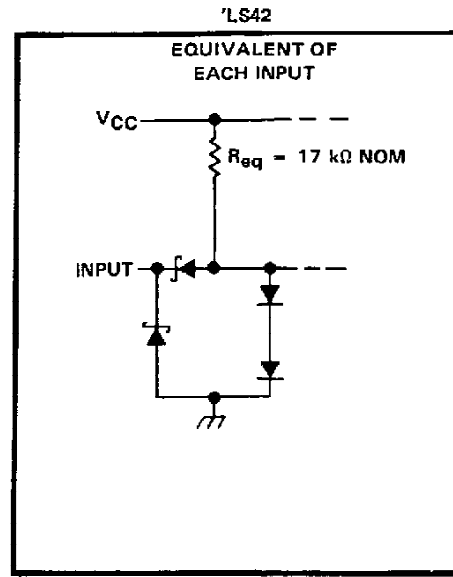 'LS42
EQUIVALENT OF
EACH INPUT
VCC
Req = 17 kΩ NOM
INPUT